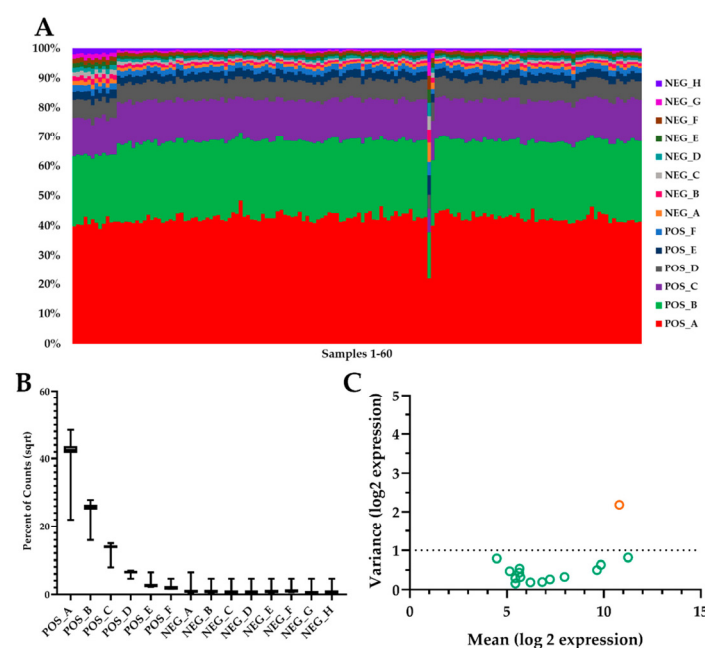 A
100%
90%
80%
70%
60%
50%
40%
30%
20%
10%
0%
Samples 1-60
NEG_H
NEG_G
NEG_F
NEG_E
NEG_D
NEG_C
NEG_B
NEG_A
POS_F
POS_E
POS_D
POS_C
POS_B
POS_A
B
Percent of Counts (sqrt)
60
40
20
0
POS_A
POS_B
POS_C
POS_D
POS_E
POS_F
NEG_A
NEG_B
NEG_C
NEG_D
NEG_E
NEG_F
NEG_G
NEG_H
C
Variance (log2 expression)
5
4
3
2
1
0
0
5
10
15
Mean (log 2 expression)